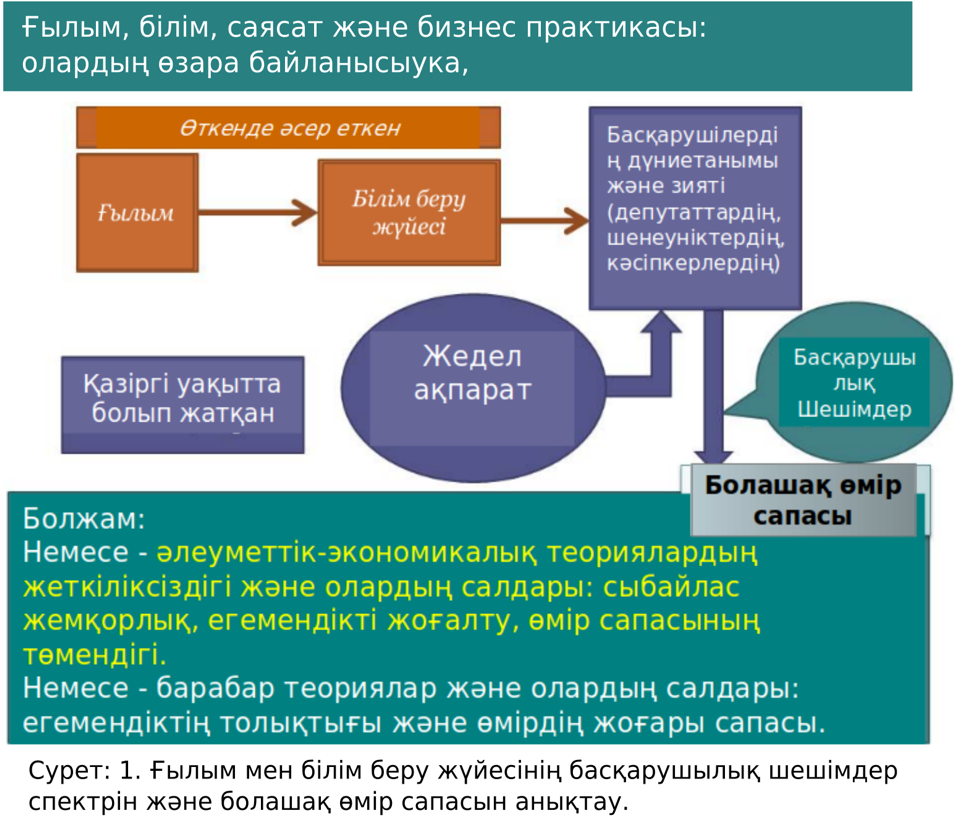 Ғылым, білім, саясат және бизнес практикасы:
олардың өзара байланысыука,
Өткенде әсер еткен
Ғылым
Білім беру
жүйесі
Басқарушілерді
ң дүниетанымы
және зияті
(депутаттардің,
шенеуніктердің,
кәсіпкерлердің)
Қазіргі уақытта
болып жатқан
Жедел
ақпарат
Басқарушы
лық
Шешімдер
Болашақ өмір
сапасы
Болжам:
Немесе - әлеуметтік-экономикалық теориялардың
жеткіліксіздігі және олардың салдары: сыбайлас
жемқорлық, егемендікті жоғалту, өмір сапасының
төмендігі.
Немесе - барабар теориялар және олардың салдары:
егемендіктің толықтығы және өмірдің жоғары сапасы.
Сурет: 1. Ғылым мен білім беру жүйесінің басқарушылық шешімдер
спектрін және болашақ өмір сапасын анықтау.